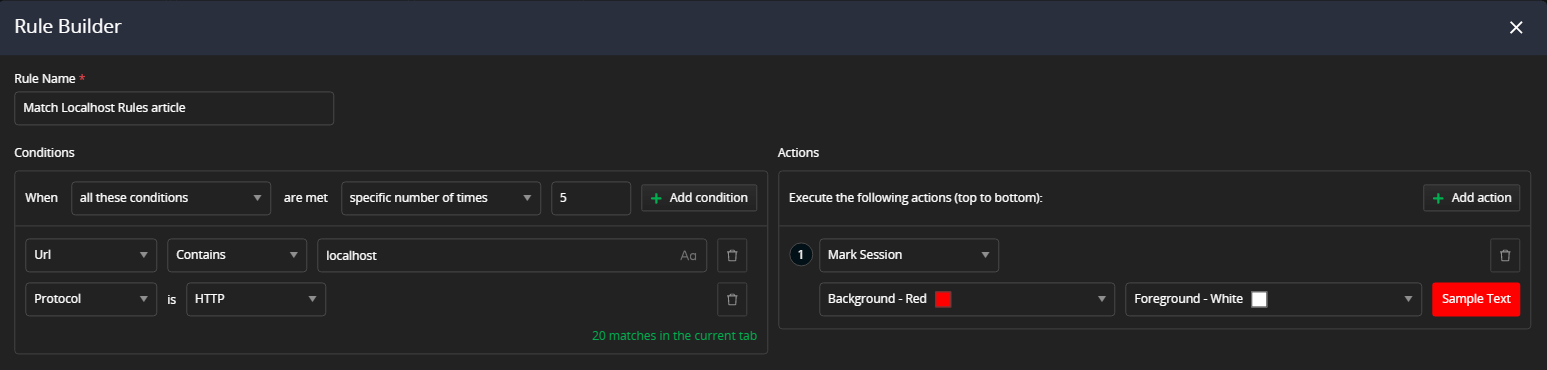 Rule Builder
Rule Name *
Match Localhost Rules article
Conditions
When all these conditions are met specific number of times 5 + Add condition
Url Contains localhost Aa
Protocol is HTTP
20 matches in the current tab
Actions
Execute the following actions (top to bottom): + Add action
1 Mark Session
Background - Red Foreground - White Sample Text